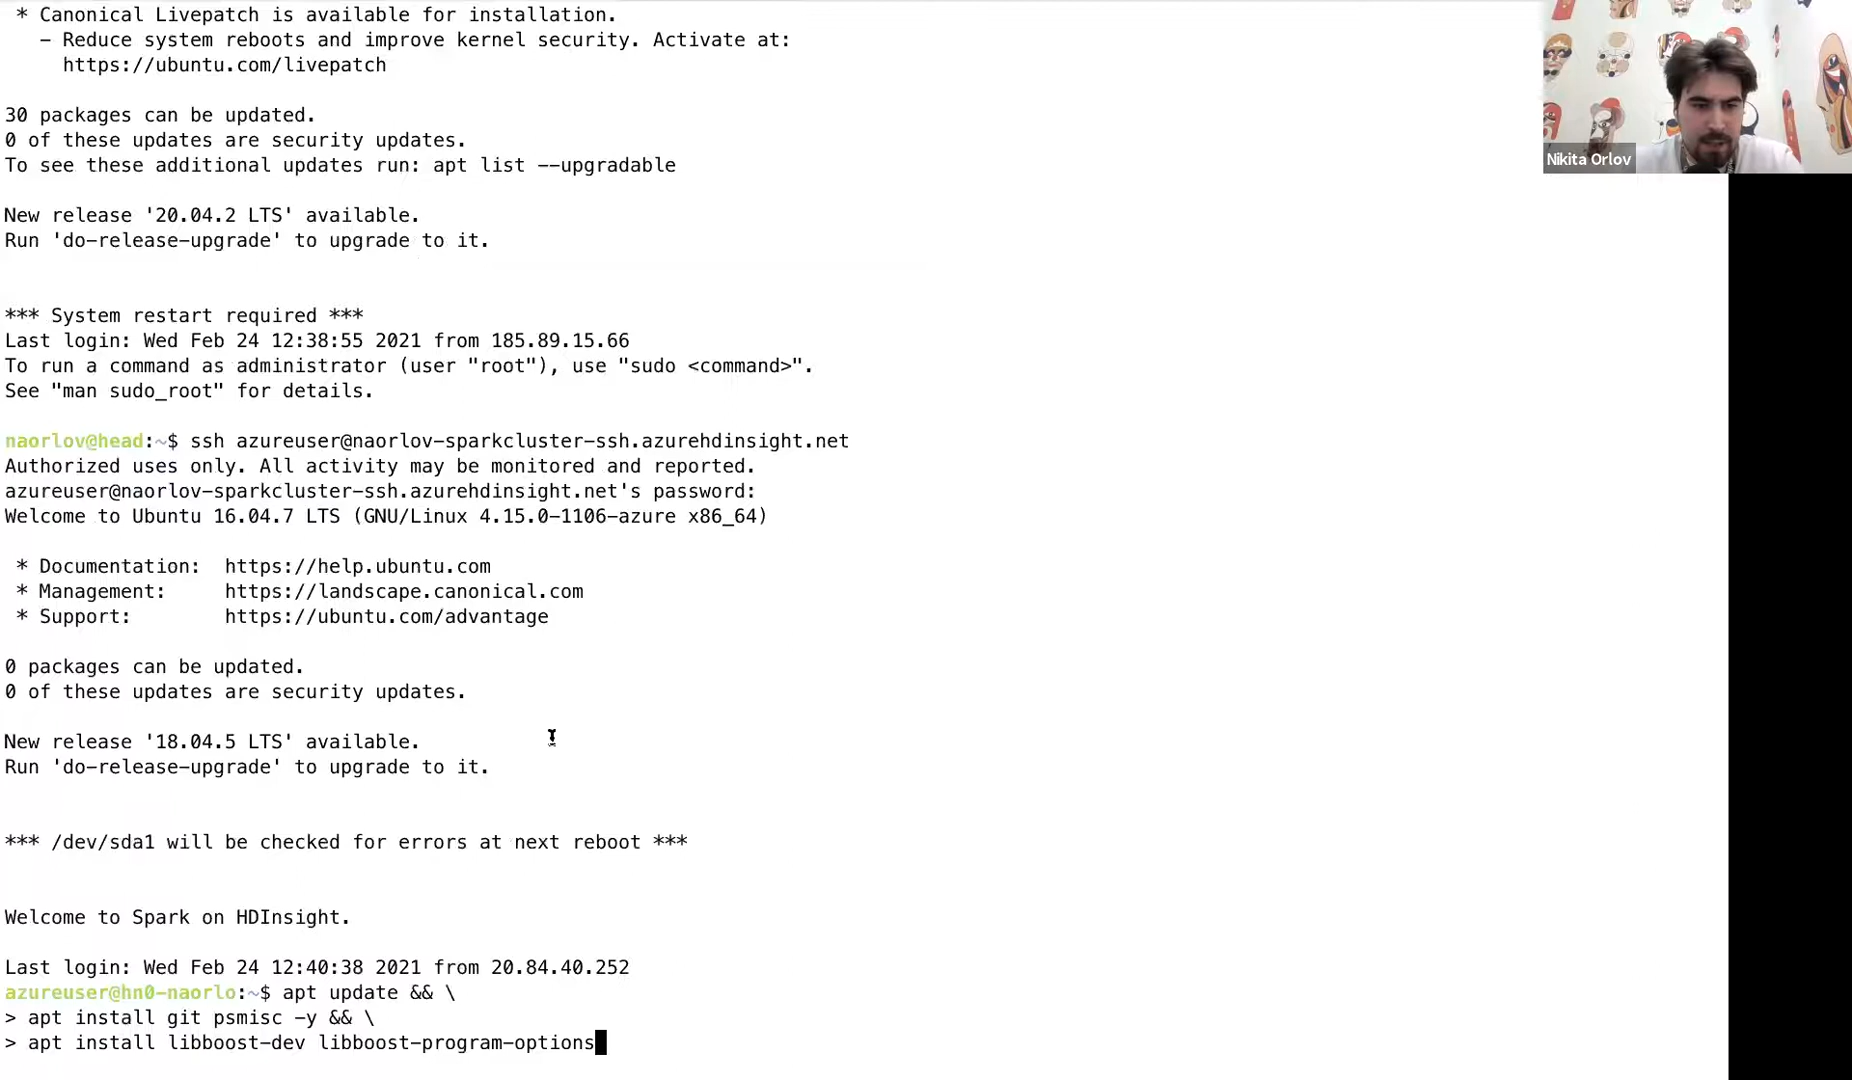 * Canonical Livepatch is available for installation.
- Reduce system reboots and improve kernel security. Activate at:
https://ubuntu.com/livepatch
30 packages can be updated.
0 of these updates are security updates.
To see these additional updates run: apt list --upgradable
New release '20.04.2 LTS' available.
Run 'do-release-upgrade' to upgrade to it.
*** System restart required ***
Last login: Wed Feb 24 12:38:55 2021 from 185.89.15.66
To run a command as administrator (user "root"), use "sudo <command>".
See "man sudo_root" for details.
naorlov@head:~$ ssh azureuser@naorlov-sparkcluster-ssh.azurehdinsight.net
Authorized uses only. All activity may be monitored and reported.
azureuser@naorlov-sparkcluster-ssh.azurehdinsight.net's password:
Welcome to Ubuntu 16.04.7 LTS (GNU/Linux 4.15.0-1106-azure x86_64)
* Documentation: https://help.ubuntu.com
* Management: https://landscape.canonical.com
* Support: https://ubuntu.com/advantage
0 packages can be updated.
0 of these updates are security updates.
New release '18.04.5 LTS' available.
Run 'do-release-upgrade' to upgrade to it.
*** /dev/sda1 will be checked for errors at next reboot ***
Welcome to Spark on HDInsight.
Last login: Wed Feb 24 12:40:38 2021 from 20.84.40.252
azureuser@hn0-naorlo:~$ apt update && \
> apt install git psmisc -y && \
> apt install libboost-dev libboost-program-options
Nikita Orlov